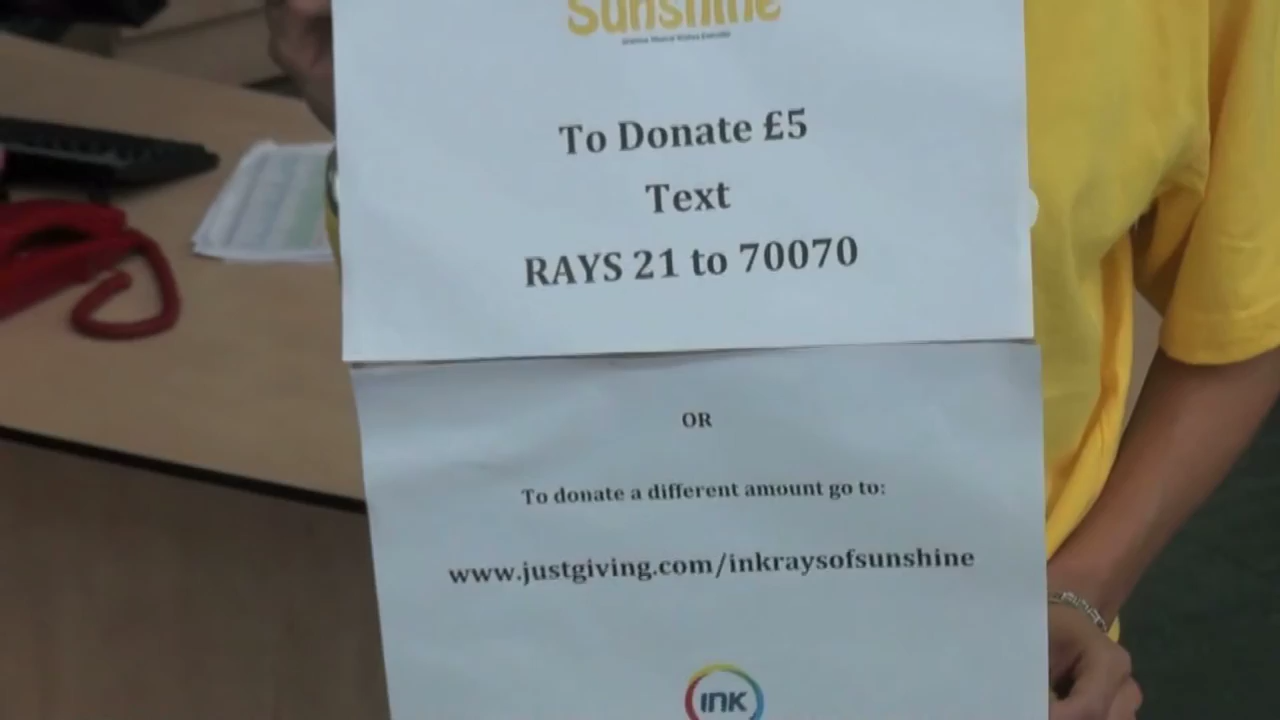 Sunshine
To Donate £5
Text
RAYS 21 to 70070
OR
To donate a different amount go to:
www.justgiving.com/inkraysofsunshine
INK